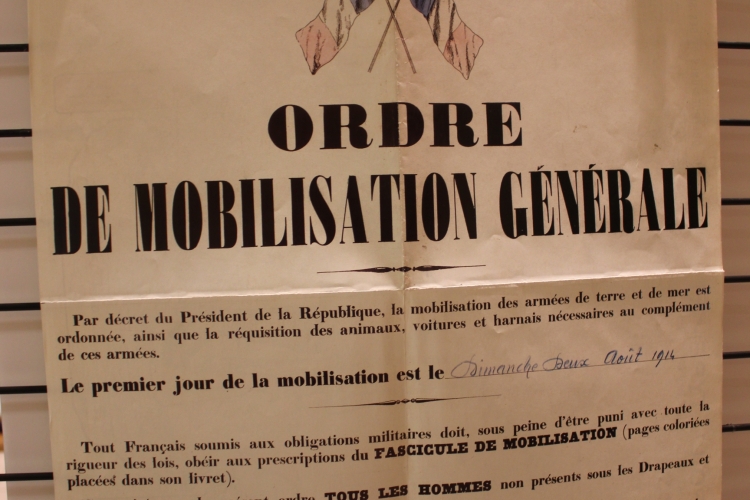 ORDRE
DE MOBILISATION GÉNÉRALE
Par décret du Président de la République, la mobilisation des armées de terre et de mer est
ordonnée, ainsi que la réquisition des animaux, voitures et harnais nécessaires au complément
de ces armées.
Le premier jour de la mobilisation est le Dimanche Deux Août 1914
Tout Français soumis aux obligations militaires doit, sous peine d'être puni avec toute la
rigueur des lois, obéir aux prescriptions du FASCICULE DE MOBILISATION (pages coloriées
placées dans son livret).
ordre TOUS LES HOMMES non présents sous les Drapeaux et